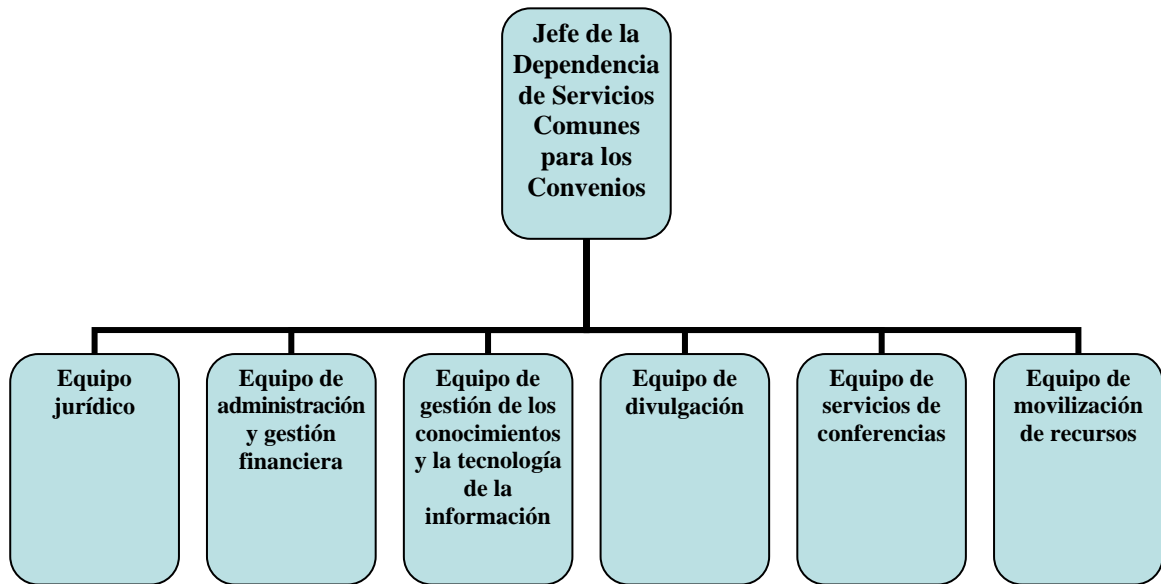 Jefe de la
Dependencia
de Servicios
Comunes
para los
Convenios
Equipo
jurídico
Equipo de
administración
y gestión
financiera
Equipo de
gestión de los
conocimientos
y la tecnología
de la
información
Equipo de
divulgación
Equipo de
servicios de
conferencias
Equipo de
movilización
de recursos